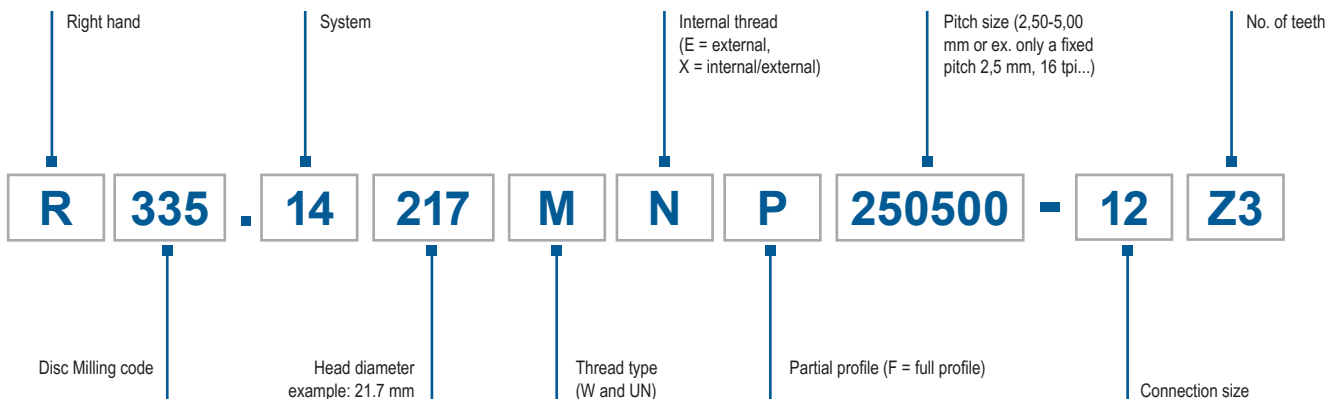 Right hand
System
Internal thread
(E = external,
X = internal/external)
Pitch size (2,50-5,00
mm or ex. only a fixed
pitch 2,5 mm, 16 tpi...)
No. of teeth
R 335 . 14 217 M N P 250500 - 12 Z3
Disc Milling code
Head diameter
example: 21.7 mm
Thread type
(W and UN)
Partial profile (F = full profile)
Connection size